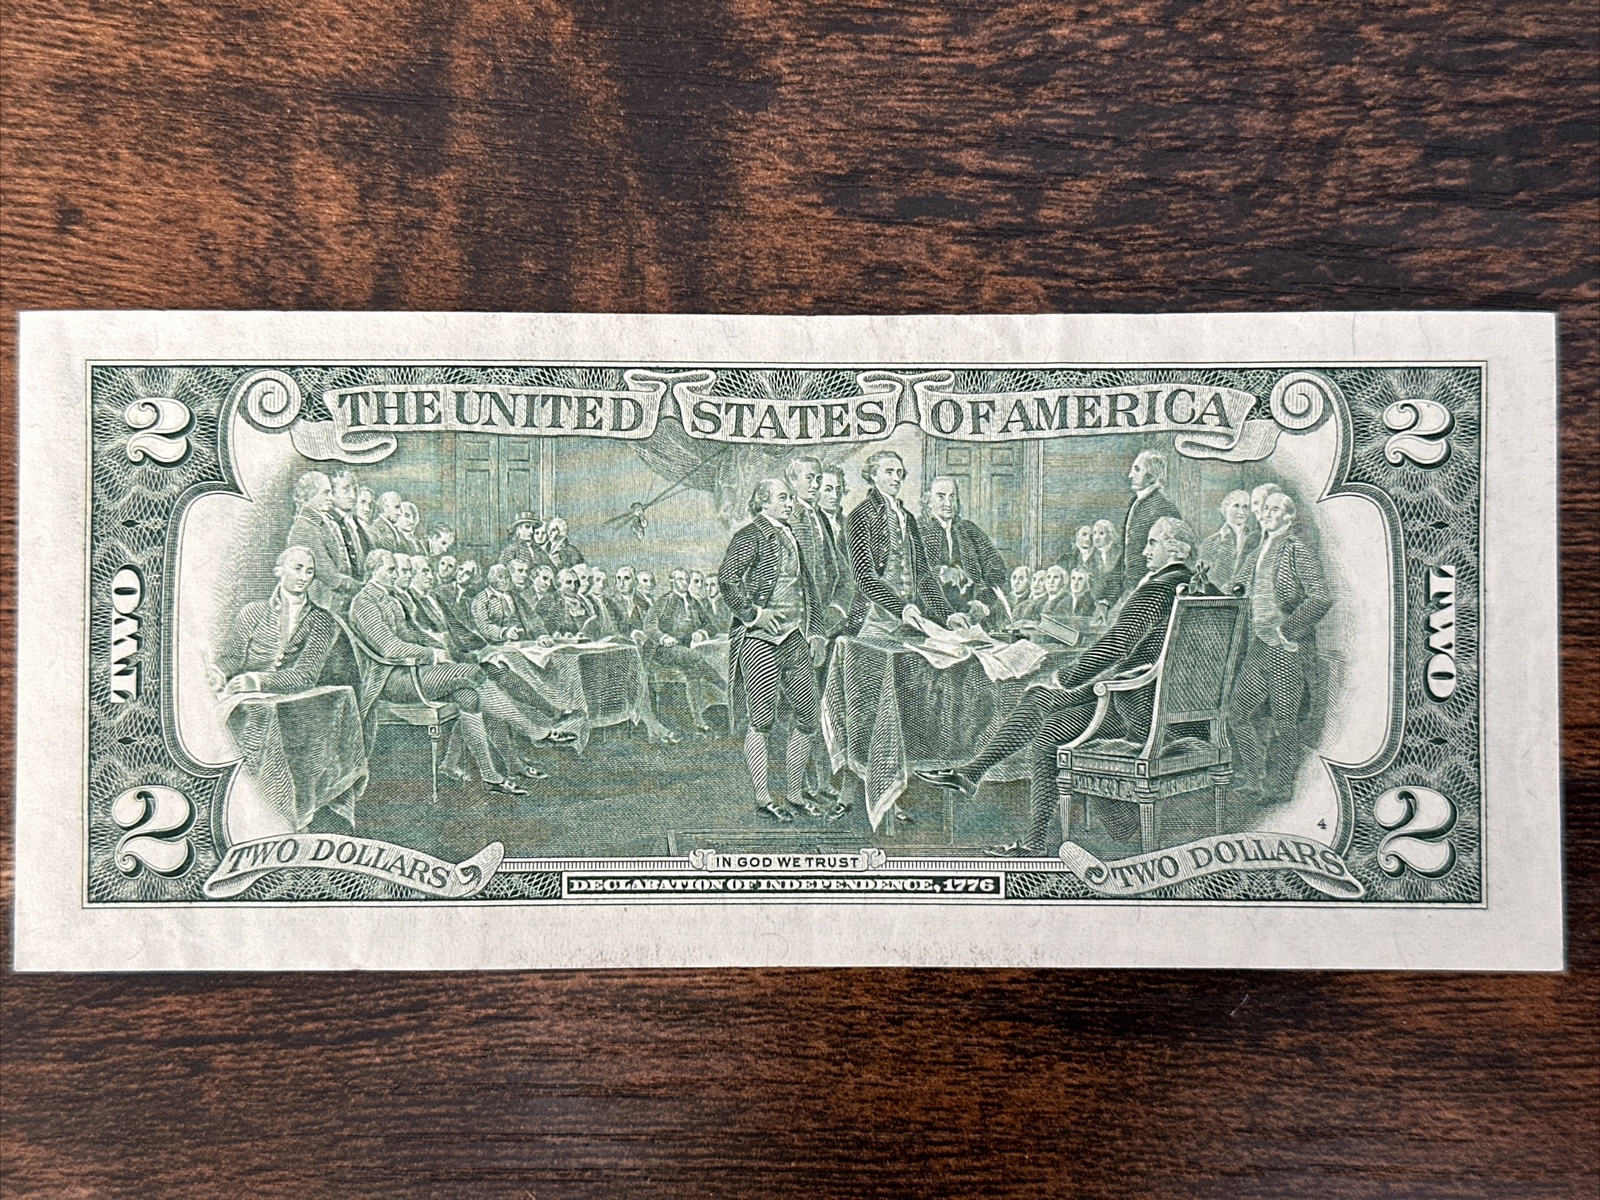 THE UNITED STATES OF AMERICA
2
2
TWO
TWO
4
2
2
TWO DOLLARS
TWO DOLLARS
IN GOD WE TRUST
DECLARATION OF INDEPENDENCE, 1776